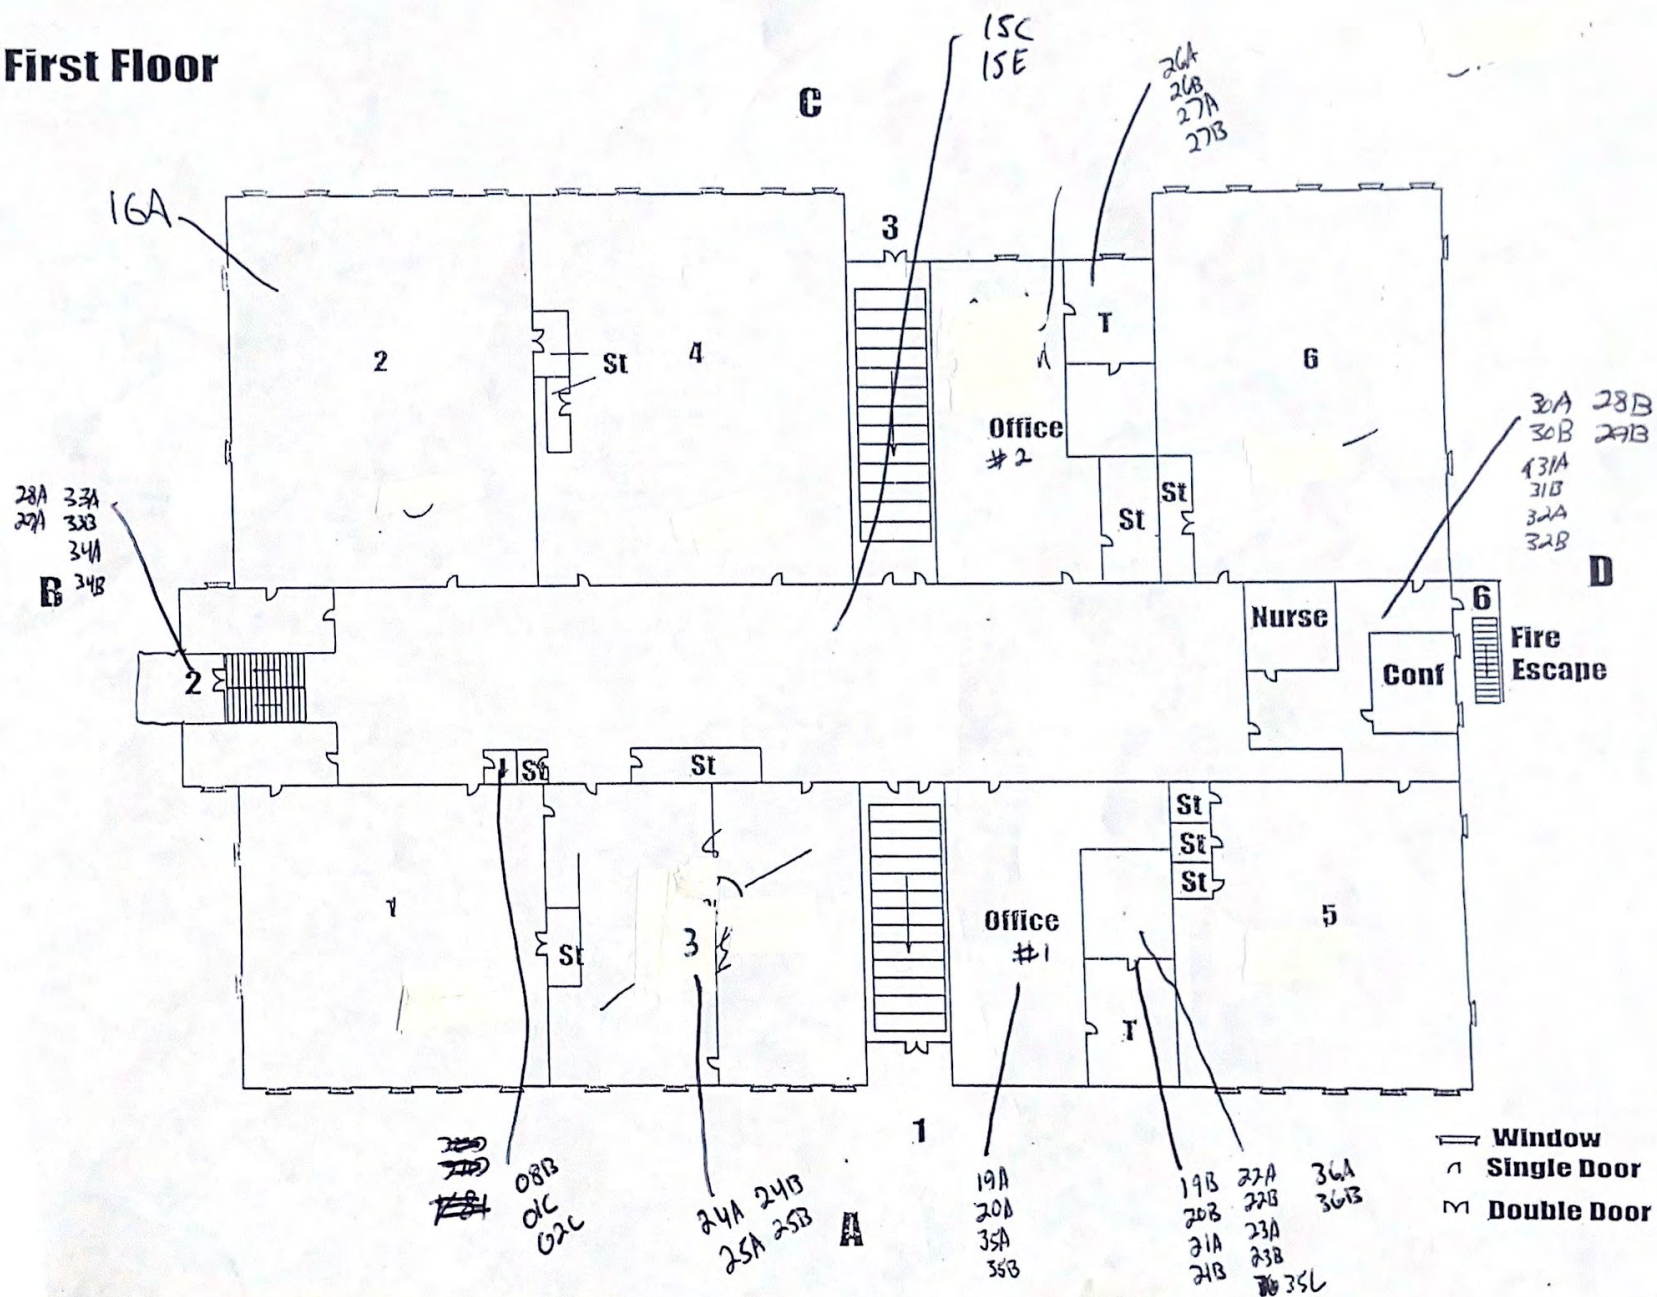 First Floor
15C
15E
C
26A
26B
27A
27B
16A
3
2
St
4
T
6
Office
#2
St
St
30A 28B
30B 29B
31A
31B
32A
32B
28A 33A
29A 33B
34A
34B
B
D
Nurse
6
Fire
Escape
Conf
2
St
St
St
St
St
1
3
St
Office
#1
5
T
1
Window
Single Door
Double Door
08B
01C
02C
24A 24B
25A 25B
A
19A
20A
35A
35B
19B 22A 36A
20B 22B 36B
21A 23A
21B 23B
35C